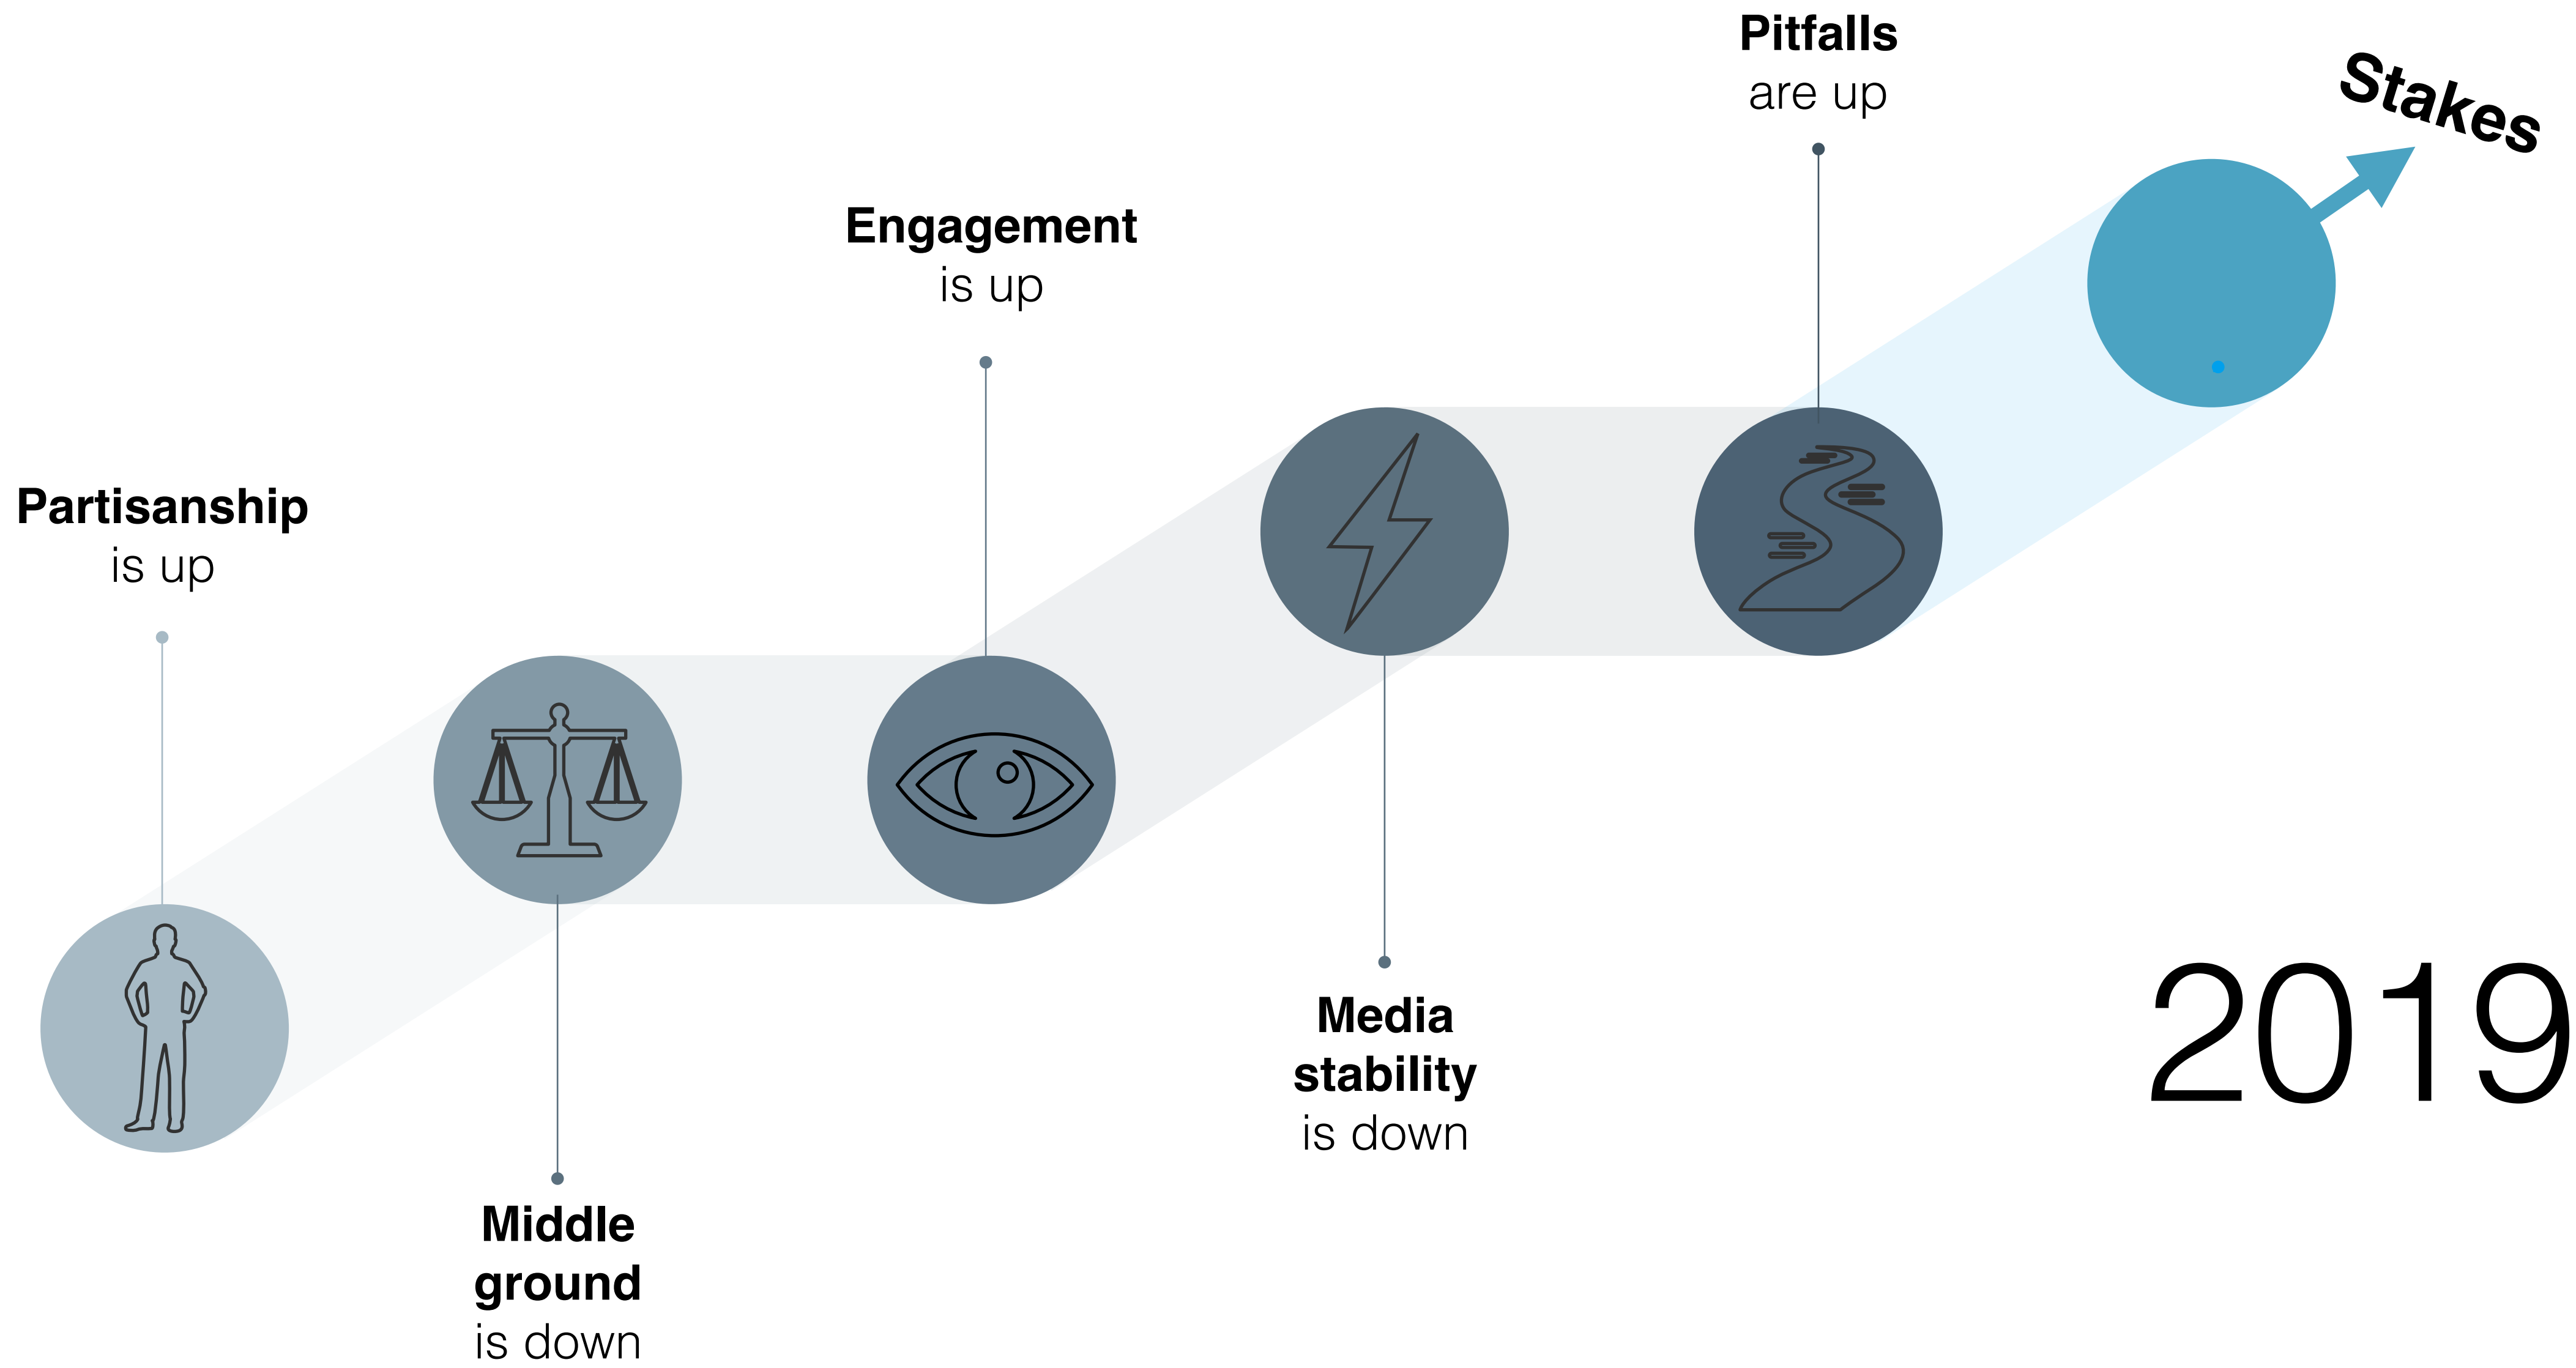 Partisanship
is up
Middle
ground
is down
Engagement
is up
Media
stability
is down
Pitfalls
are up
Stakes
2019